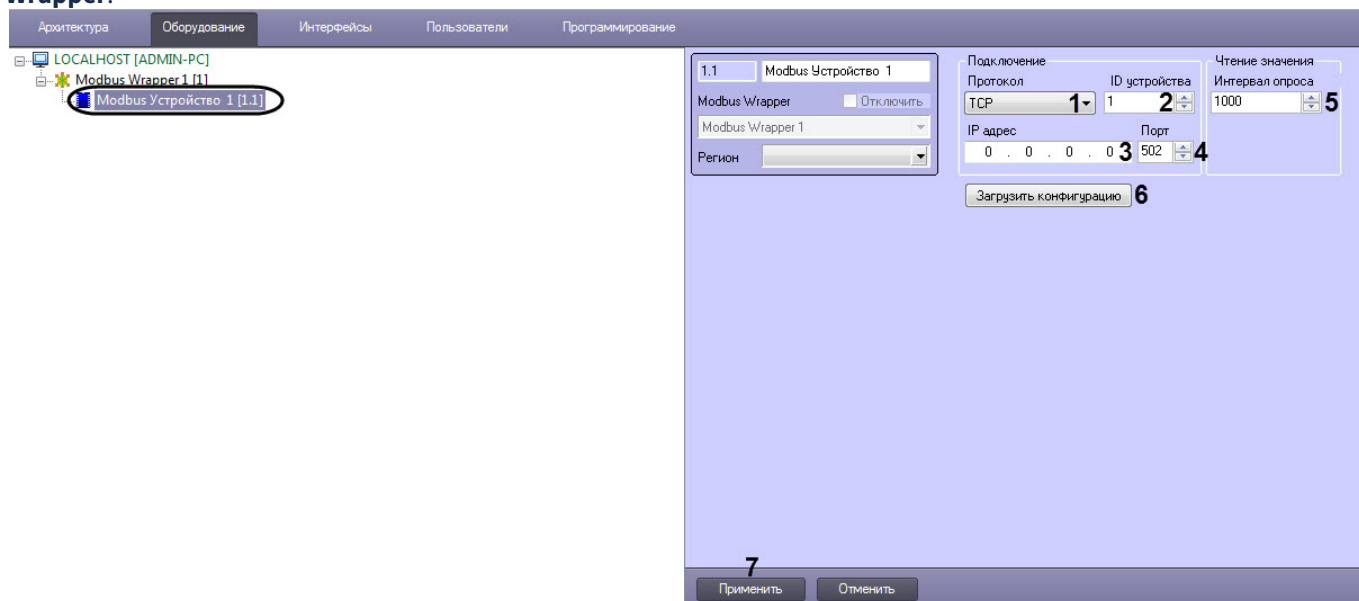 wrapper.
Архитектура Оборудование Интерфейсы Пользователи Программирование
LOCALHOST [ADMIN-PC]
Modbus Wrapper 1 [1]
Modbus Устройство 1 [1.1]
1.1 Modbus Устройство 1
Modbus Wrapper Отключить
Modbus Wrapper 1
Регион
Подключение
Протокол ID устройства
TCP 1 1 2
IP адрес Порт
0 . 0 . 0 . 0 3 502 4
Чтение значения
Интервал опроса
1000 5
Загрузить конфигурацию 6
7
Применить Отменить